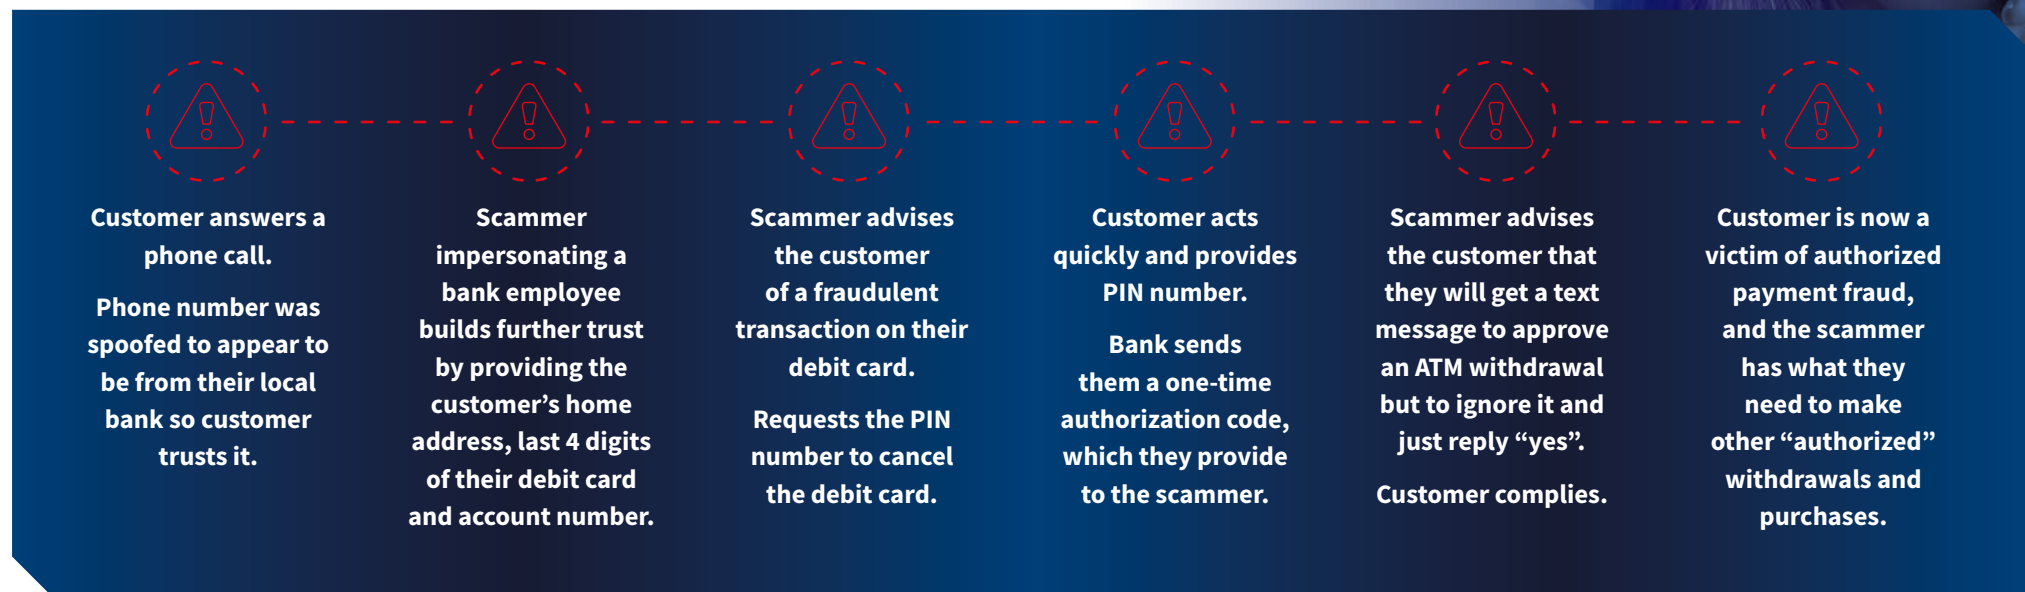 Customer answers a
phone call.
Phone number was
spoofed to appear to
be from their local
bank so customer
trusts it.
Scammer
impersonating a
bank employee
builds further trust
by providing the
customer’s home
address, last 4 digits
of their debit card
and account number.
Scammer advises
the customer
of a fraudulent
transaction on their
debit card.
Requests the PIN
number to cancel
the debit card.
Customer acts
quickly and provides
PIN number.
Bank sends
them a one-time
authorization code,
which they provide
to the scammer.
Scammer advises
the customer that
they will get a text
message to approve
an ATM withdrawal
but to ignore it and
just reply “yes”.
Customer complies.
Customer is now a
victim of authorized
payment fraud,
and the scammer
has what they
need to make
other “authorized”
withdrawals and
purchases.